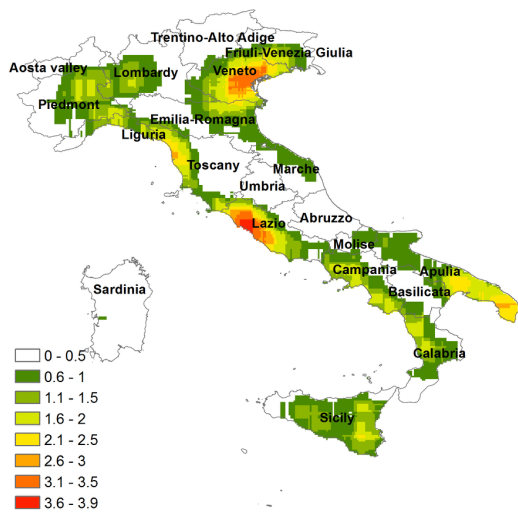 Trentino-Alto Adige
Friuli-Venezia Giulia
Aosta valley
Lombardy
Veneto
Piedmont
Emilia-Romagna
Liguria
Toscany
Marche
Umbria
Lazio
Abruzzo
Molise
Campania
Apulia
Basilicata
Sardinia
Calabria
Sicily
0 - 0.5
0.6 - 1
1.1 - 1.5
1.6 - 2
2.1 - 2.5
2.6 - 3
3.1 - 3.5
3.6 - 3.9